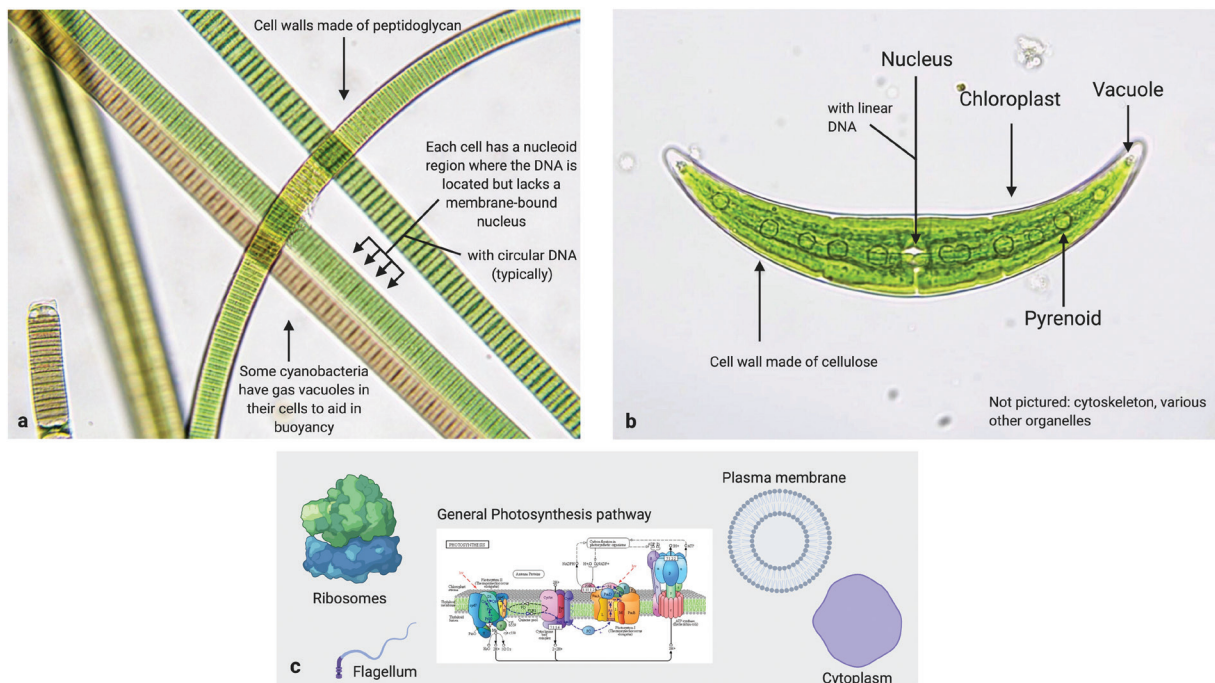 Cell walls made of peptidoglycan
Each cell has a nucleoid
region where the DNA is
located but lacks a
membrane-bound
nucleus
with circular DNA
(typically)
Some cyanobacteria
have gas vacuoles in
their cells to aid in
buoyancy
a
Nucleus
with linear
DNA
Chloroplast
Vacuole
Pyrenoid
Cell wall made of cellulose
Not pictured: cytoskeleton, various
other organelles
b
Ribosomes
Flagellum
General Photosynthesis pathway
PHOTOSYNTHESIS
Plasma membrane
Cytoplasm
c